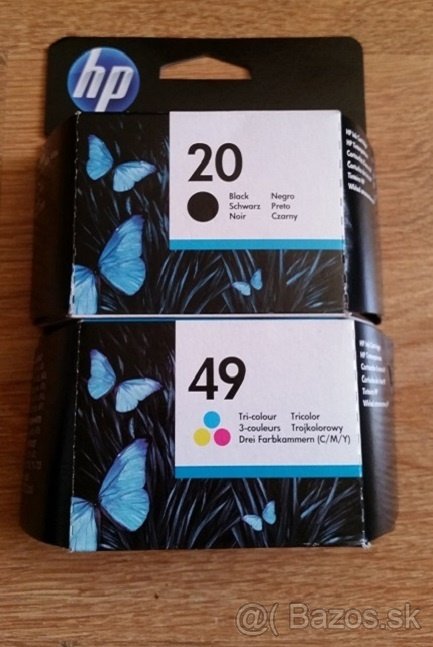 hp
20
Black Negro
Schwarz Preto
Noir Czarny
49
Tri-colour Tricolor
3-couleurs Trojkolorowy
Drei Farbkammern (C/M/Y)
@( Bazos.sk